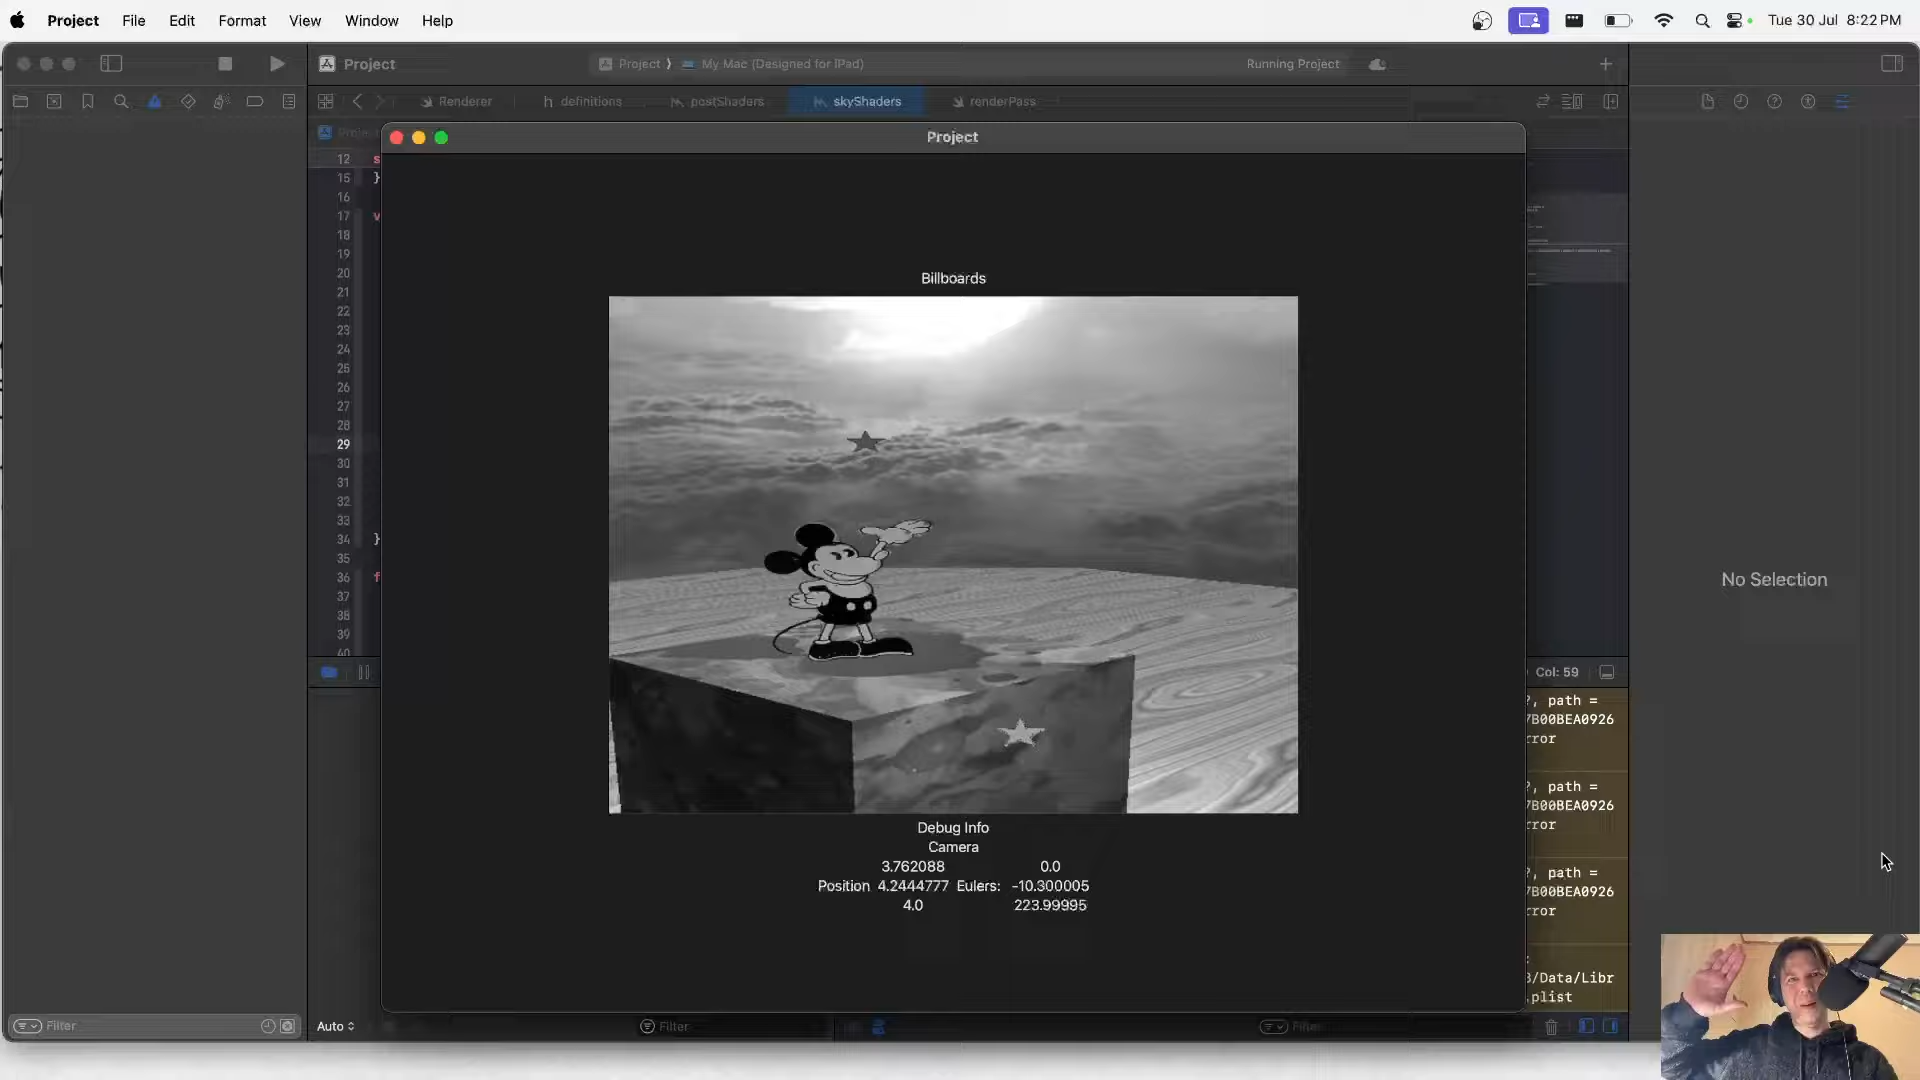 Project File Edit Format View Window Help
Tue 30 Jul 8:22 PM
Project
Project
My Mac (Designed for iPad)
Running Project
Renderer
definitions
postShaders
skyShaders
renderPass
Project
Billboards
12 s
15 }
16
17 v
18
19
20
21
22
23
24
25
26
27
28
29
30
31
32
33
34 }
35
36 f
37
38
39
40
No Selection
Col: 59
?, path =
7B00BEA0926
rror
?, path =
7B00BEA0926
rror
?, path =
7B00BEA0926
rror
:
3/Data/Libr
.plist
Debug Info
Camera
3.762088 0.0
Position 4.2444777 Eulers: -10.300005
4.0 223.99995
Filter
Auto
Filter
Filter